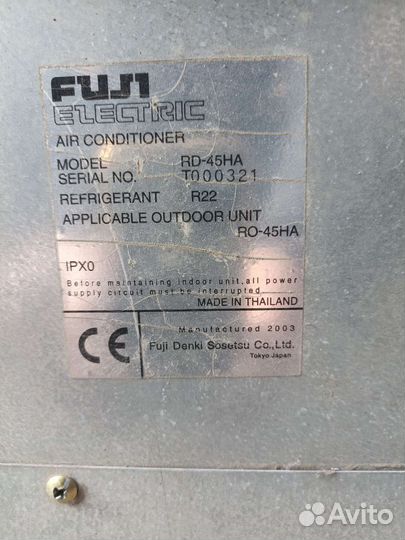 FUJI
ELECTRIC
AIR CONDITIONER
MODEL RD-45HA
SERIAL NO. T000321
REFRIGERANT R22
APPLICABLE OUTDOOR UNIT
RO-45HA
IPX0
Before maintaining indoor unit,all power
supply circuit must be interrupted
MADE IN THAILAND
CE
Manufactured 2003
Fuji Denki Sosetsu Co.,Ltd.
Tokyo Japan
Avito